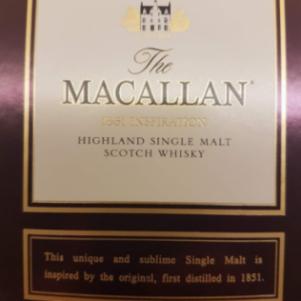 The
MACALLAN
1851 INSPIRATION
HIGHLAND SINGLE MALT
SCOTCH WHISKY
This unique and sublime Single Malt is
inspired by the original, first distilled in 1851.